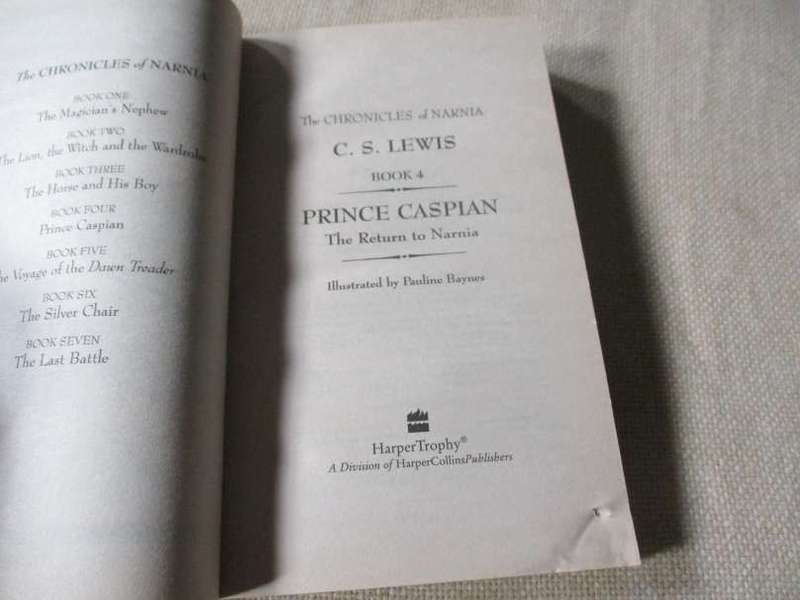 The CHRONICLES of NARNIA
BOOK ONE
The Magician's Nephew
BOOK TWO
The Lion, the Witch and the Wardrobe
BOOK THREE
The Horse and His Boy
BOOK FOUR
Prince Caspian
BOOK FIVE
The Voyage of the Dawn Treader
BOOK SIX
The Silver Chair
BOOK SEVEN
The Last Battle
The CHRONICLES of NARNIA
C. S. LEWIS
BOOK 4
PRINCE CASPIAN
The Return to Narnia
Illustrated by Pauline Baynes
HarperTrophy®
A Division of HarperCollinsPublishers